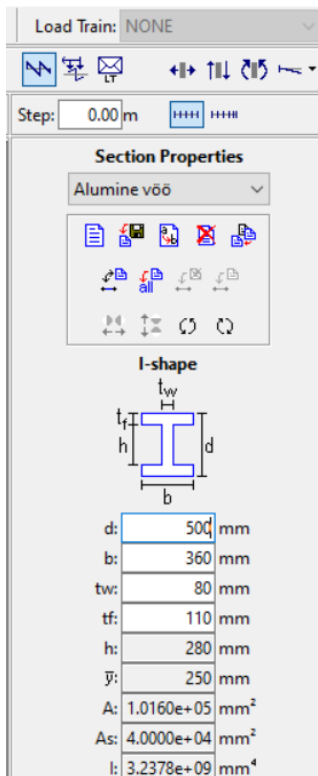 Load Train: NONE
LT
Step: 0.00 m
Section Properties
Alumine vöö
a b
all
I-shape
tw
tf
h d
b
d: 500 mm
b: 360 mm
tw: 80 mm
tf: 110 mm
h: 280 mm
y̅: 250 mm
A: 1.0160e+05 mm²
As: 4.0000e+04 mm²
I: 3.2378e+09 mm⁴